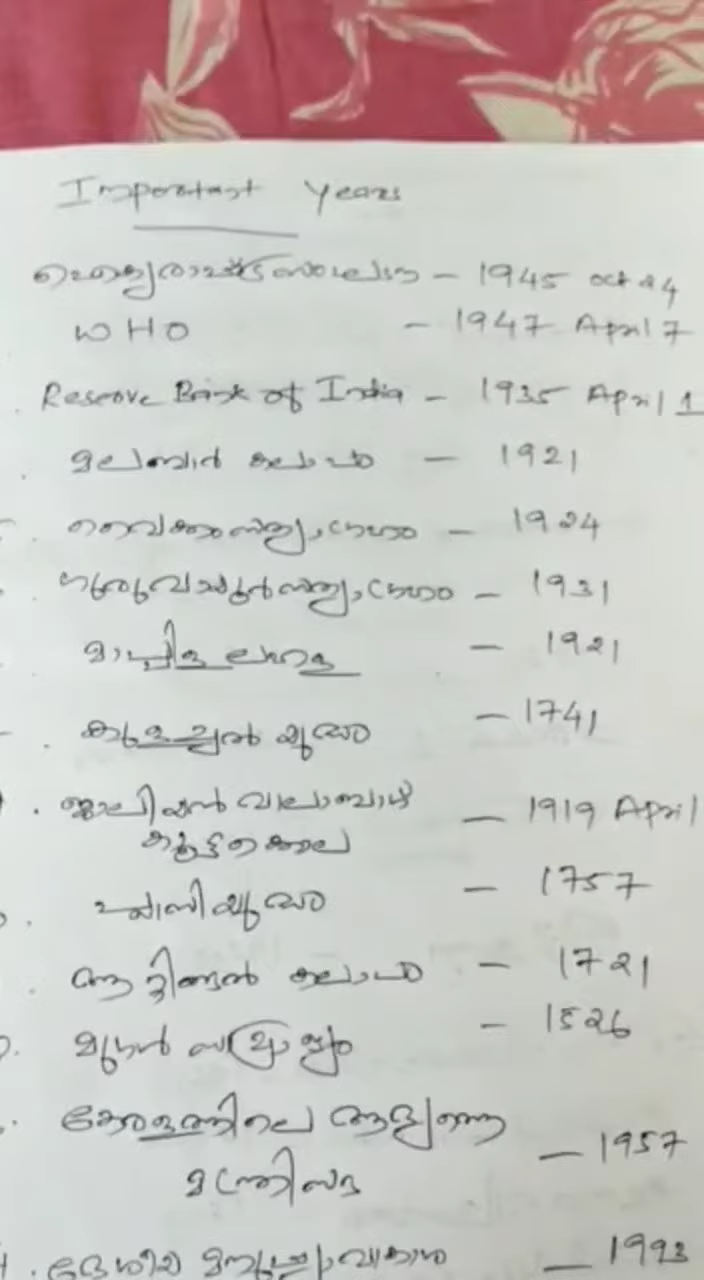 Important Years
ഐക്യരാഷ്ട്രസംഘടന - 1945 oct 24
WHO - 1947 April 7
Reserve Bank of India - 1935 April 1
മലബാർ കലാപം - 1921
വൈക്കം സത്യാഗ്രഹം - 1924
ഗുരുവായൂർ സത്യാഗ്രഹം - 1931
മാപ്പിള ലഹള - 1921
കുളച്ചൽ യുദ്ധം - 1741
ജാലിയൻ വാലാബാഗ്
കൂട്ടക്കൊല - 1919 April
പ്ലാസി യുദ്ധം - 1757
ആറ്റിങ്ങൽ കലാപം - 1721
മുഗൾ സാമ്രാജ്യം - 1526
കേരളത്തിലെ ആദ്യത്തെ
മന്ത്രിസഭ - 1957
ദേശീയ മനുഷ്യാവകാശ - 1993